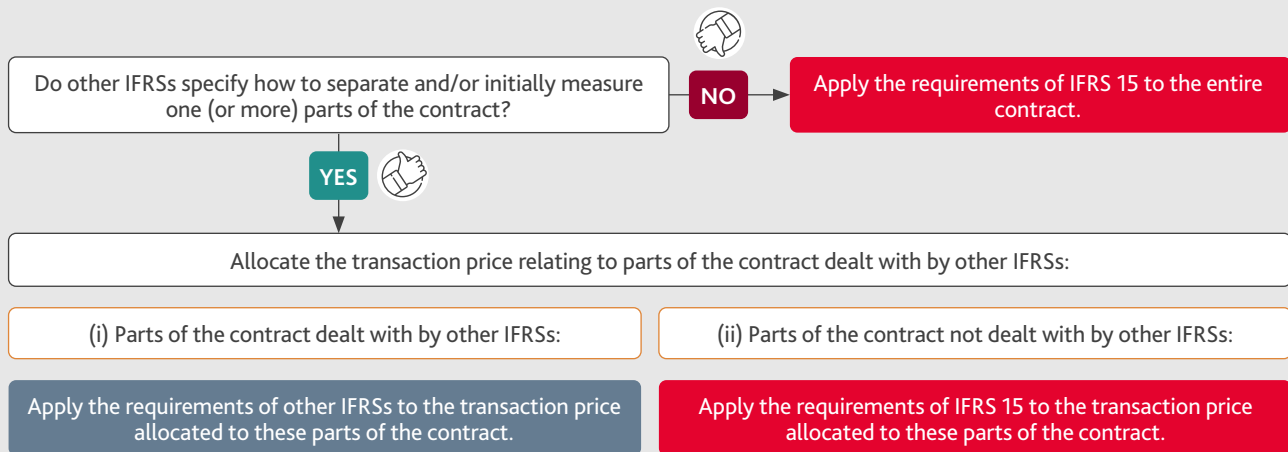 Do other IFRSs specify how to separate and/or initially measure
one (or more) parts of the contract?
NO
Apply the requirements of IFRS 15 to the entire
contract.
YES
Allocate the transaction price relating to parts of the contract dealt with by other IFRSs:
(i) Parts of the contract dealt with by other IFRSs:
(ii) Parts of the contract not dealt with by other IFRSs:
Apply the requirements of other IFRSs to the transaction price
allocated to these parts of the contract.
Apply the requirements of IFRS 15 to the transaction price
allocated to these parts of the contract.